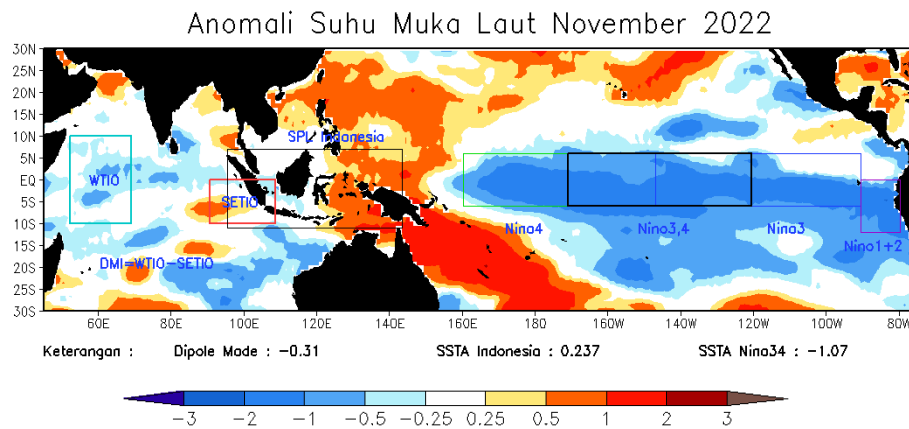 Anomali Suhu Muka Laut November 2022
30N
25N
20N
15N
10N
5N
EQ
5S
10S
15S
20S
25S
30S
SPL Indonesia
WTIO
SETIO
Nina4
Nino3,4
Nina3
Nino1+2
DMI=WTIO-SETIO
60E 80E 100E 120E 140E 160E 180 160W 140W 120W 100W 80W
Keterangan : Dipole Mode : -0.31 SSTA Indonesia : 0.237 SSTA Nina34 : -1.07
-3 -2 -1 -0.5 -0.25 0.25 0.5 1 2 3